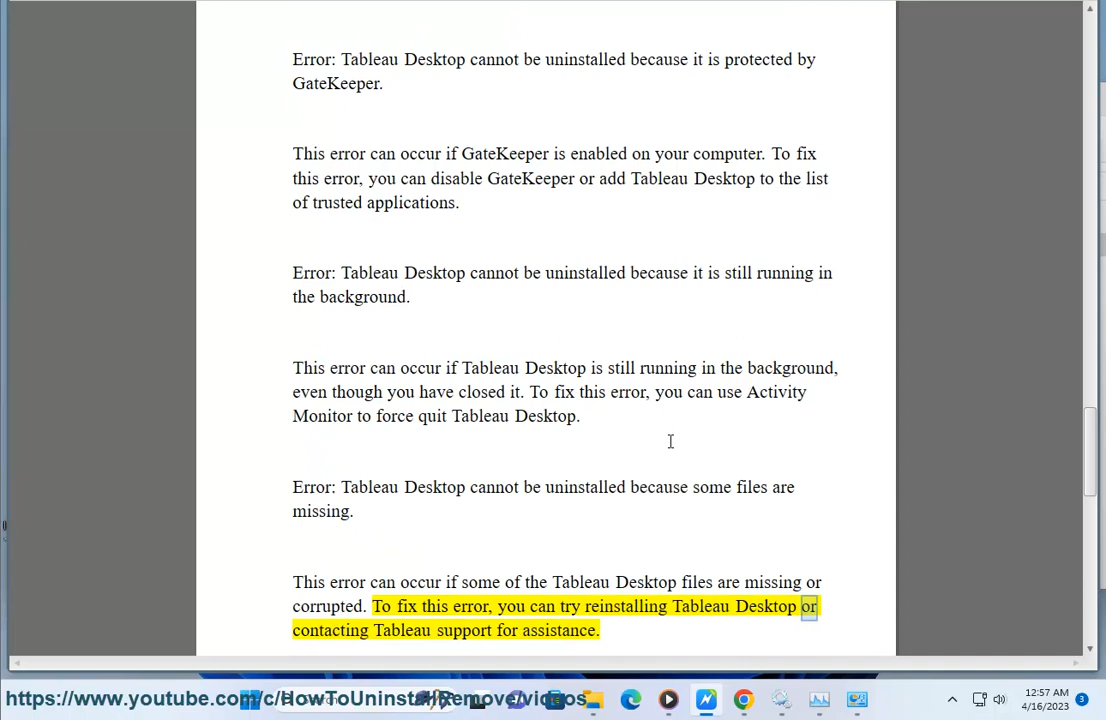 Error: Tableau Desktop cannot be uninstalled because it is protected by
GateKeeper.
This error can occur if GateKeeper is enabled on your computer. To fix
this error, you can disable GateKeeper or add Tableau Desktop to the list
of trusted applications.
Error: Tableau Desktop cannot be uninstalled because it is still running in
the background.
This error can occur if Tableau Desktop is still running in the background,
even though you have closed it. To fix this error, you can use Activity
Monitor to force quit Tableau Desktop.
Error: Tableau Desktop cannot be uninstalled because some files are
missing.
This error can occur if some of the Tableau Desktop files are missing or
corrupted. To fix this error, you can try reinstalling Tableau Desktop or
contacting Tableau support for assistance.
https://www.youtube.com/c/HowToUninstallRemove/videos
12:57 AM
4/16/2023
3